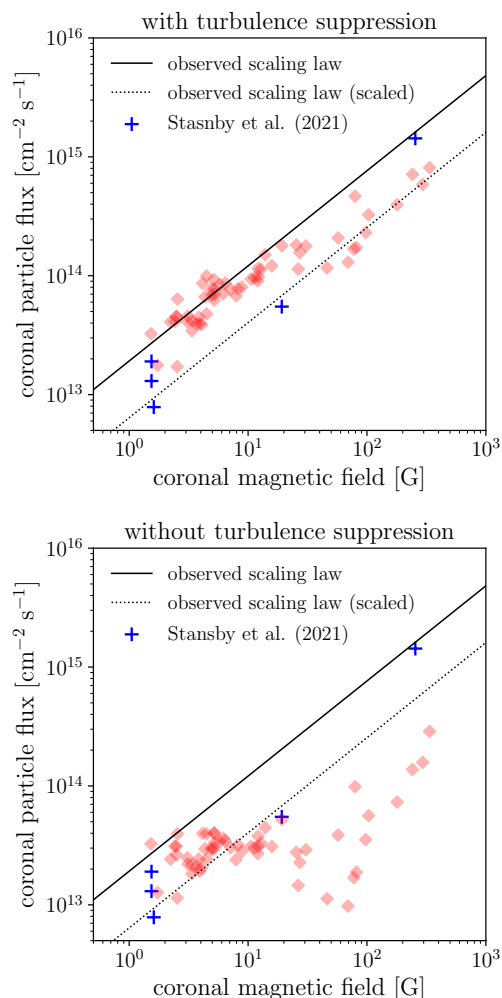 with turbulence suppression
10^16
observed scaling law
observed scaling law (scaled)
Stasnby et al. (2021)
10^15
10^14
10^13
coronal particle flux [cm^−2 s^−1]
10^0 10^1 10^2 10^3
coronal magnetic field [G]
without turbulence suppression
10^16
observed scaling law
observed scaling law (scaled)
Stansby et al. (2021)
10^15
10^14
10^13
coronal particle flux [cm^−2 s^−1]
10^0 10^1 10^2 10^3
coronal magnetic field [G]